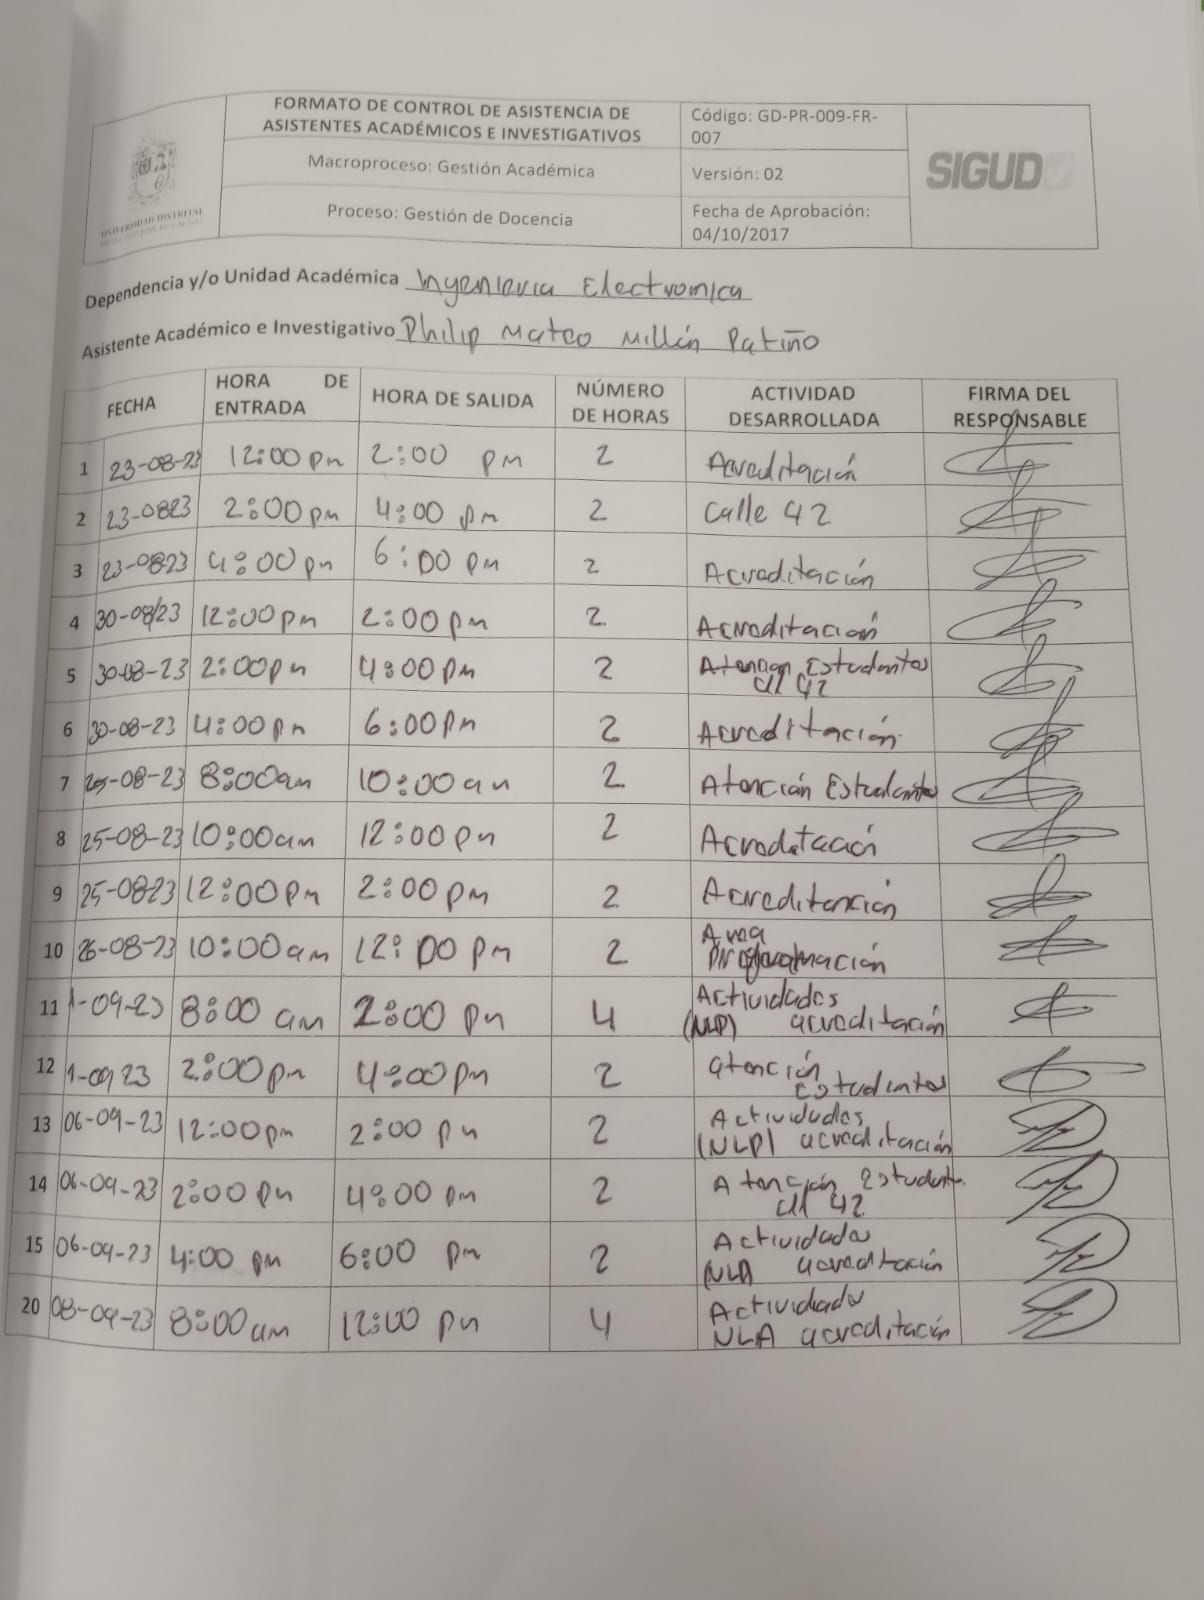 FORMATO DE CONTROL DE ASISTENCIA DE
ASISTENTES ACADÉMICOS E INVESTIGATIVOS
Macroproceso: Gestión Académica
Proceso: Gestión de Docencia
Código: GD-PR-009-FR-
007
Versión: 02
Fecha de Aprobación:
04/10/2017
SIGUD
UNIVERSIDAD DISTRITAL
Dependencia y/o Unidad Académica Ingenieria Electronica
Asistente Académico e Investigativo Philip Mateo Millán Patiño
FECHA HORA DE ENTRADA HORA DE SALIDA NÚMERO DE HORAS ACTIVIDAD DESARROLLADA FIRMA DEL RESPONSABLE
1 23-08-23 12:00 pm 2:00 pm 2 Acreditación
2 23-0823 2:00 pm 4:00 pm 2 Calle 42
3 23-0823 4:00 pm 6:00 pm 2 Acreditación
4 30-08/23 12:00 pm 2:00 pm 2 Acreditación
5 30-08-23 2:00 pm 4:00 pm 2 Atencion Estudiantes
cll 42
6 30-08-23 4:00 pm 6:00 pm 2 Acreditación
7 25-08-23 8:00 am 10:00 am 2 Atención Estudiantes
8 25-08-23 10:00 am 12:00 pm 2 Acreditación
9 25-0823 12:00 pm 2:00 pm 2 Acreditanción
10 26-08-23 10:00 am 12:00 pm 2
programación
11 1-09-23 8:00 am 2:00 pm 4 Actividades
(NLP) acreditación
12 1-0923 2:00 pm 4:00 pm 2 atención
Estudiantes
13 06-09-23 12:00 pm 2:00 pm 2 Actividades
(NLP) acreditación
14 06-09-23 2:00 pm 4:00 pm 2 Atención Estudiante
cll 42
15 06-09-23 4:00 pm 6:00 pm 2 Actividades
acreditación
20 08-09-23 8:00 am 12:00 pm 4 Actividades
NLA acreditación